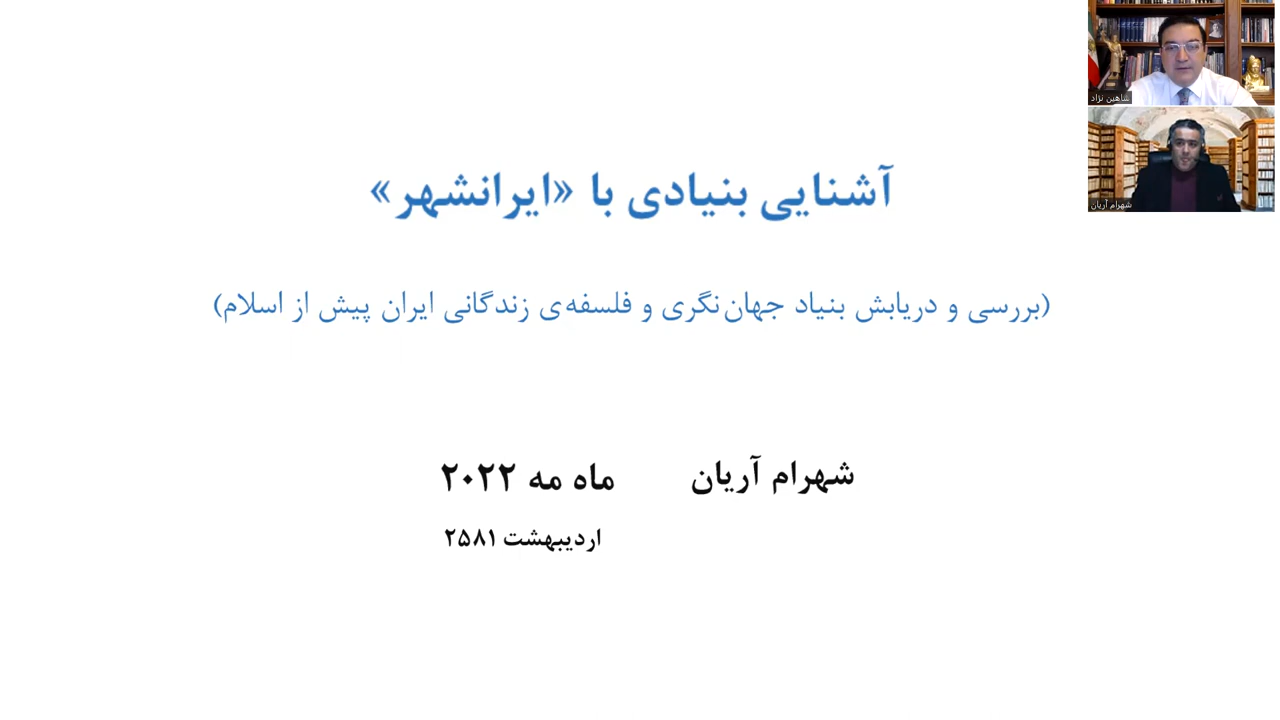 آشنایی بنیادی با «ایرانشهر»
(بررسی و دریابش بنیاد جهان‌نگری و فلسفه‌ی زندگانی ایران پیش از اسلام)
شهرام آریان
ماه مه ۲۰۲۲
اردیبهشت ۲۵۸۱
شاهین نژاد
شهرام آریان